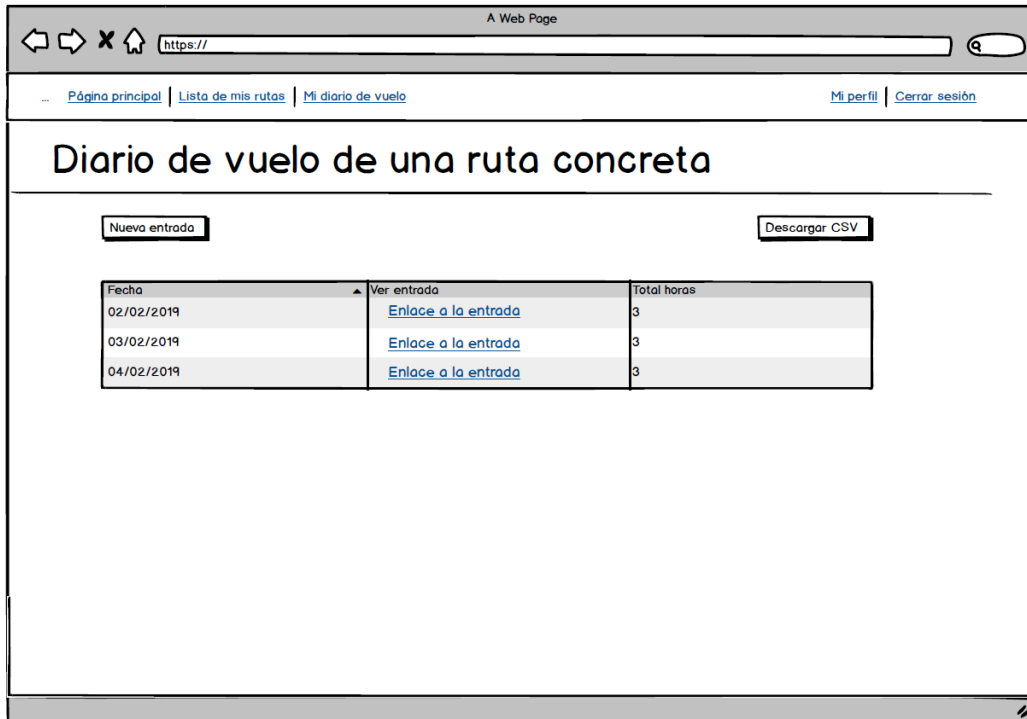 A Web Page
https://
... Página principal Lista de mis rutas Mi diario de vuelo Mi perfil Cerrar sesión
Diario de vuelo de una ruta concreta
Nueva entrada Descargar CSV
Fecha Ver entrada Total horas
02/02/2019 Enlace a la entrada 3
03/02/2019 Enlace a la entrada 3
04/02/2019 Enlace a la entrada 3